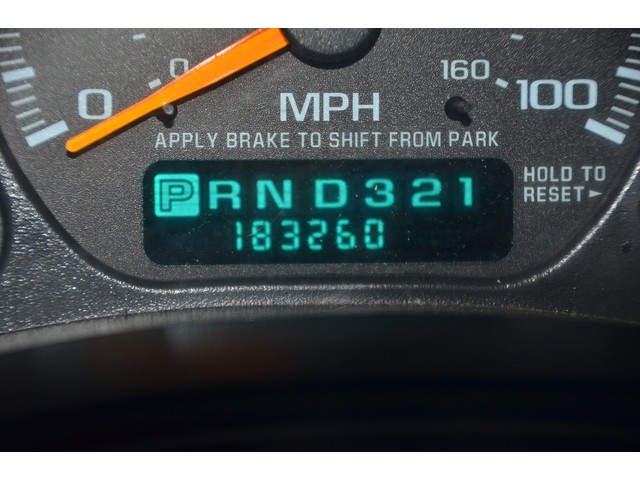 0 0 160 100
MPH
APPLY BRAKE TO SHIFT FROM PARK
HOLD TO
RESET►
PRND321
183260